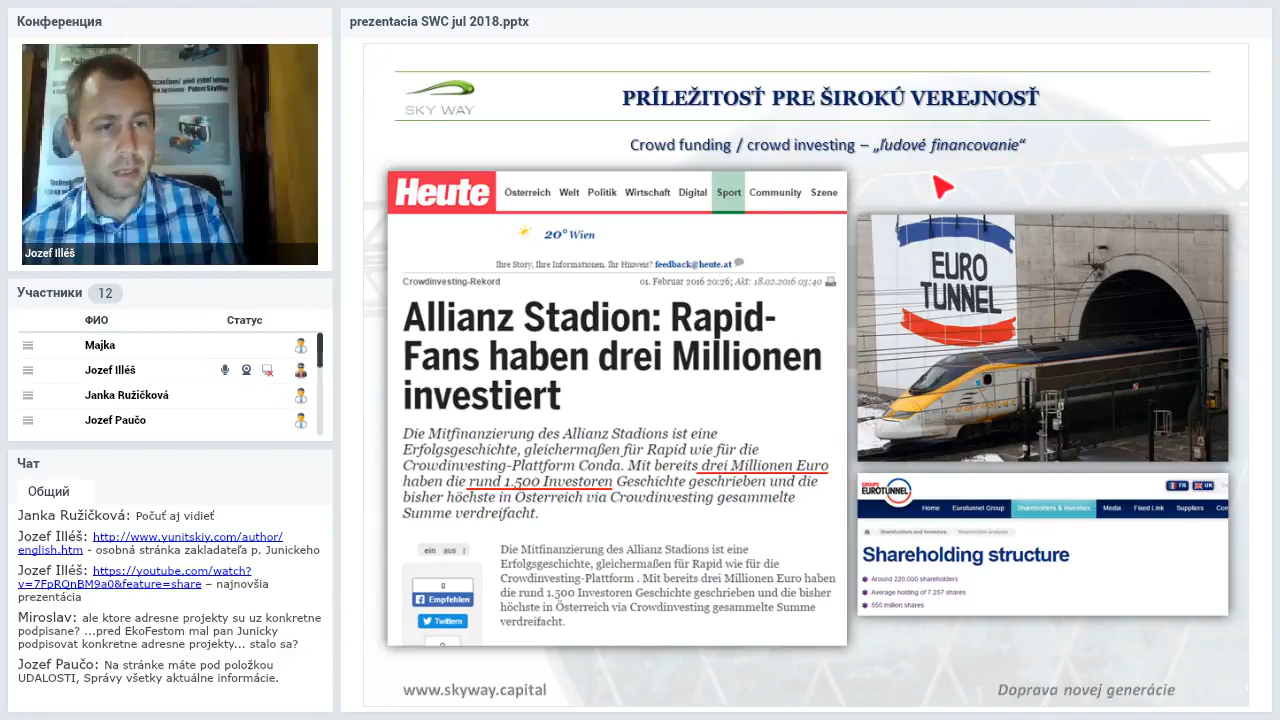 Конференция
Jozef Illéš
Участники 12
ФИО Статус
Majka
Jozef Illéš
Janka Ružičková
Jozef Paučo
Чат
Общий
Janka Ružičková: Počuť aj vidieť
Jozef Illéš: http://www.yunitskiy.com/author/
english.htm - osobná stránka zakladateľa p. Junickeho
Jozef Illéš: https://youtube.com/watch?
v=7FpRQnBM9a0&feature=share – najnovšia
prezentácia
Miroslav: ale ktore adresne projekty su uz konkretne
podpisane? ...pred EkoFestom mal pan Junicky
podpisovat konkretne adresne projekty... stalo sa?
Jozef Paučo: Na stránke máte pod položkou
UDALOSTI, Správy všetky aktuálne informácie.
prezentacia SWC jul 2018.pptx
SKY WAY
PRÍLEŽITOSŤ PRE ŠIROKÚ VEREJNOSŤ
Crowd funding / crowd investing – „ľudové financovanie“
Heute
Österreich Welt Politik Wirtschaft Digital Sport Community Szene
20° Wien
Ihre Story, Ihre Informationen, Ihr Hinweis? feedback@heute.at
Crowdinvesting-Rekord 01. Februar 2016 20:26; Akt: 18.02.2016 03:40
Allianz Stadion: Rapid-
Fans haben drei Millionen
investiert
Die Mitfinanzierung des Allianz Stadions ist eine
Erfolgsgeschichte, gleichermaßen für Rapid wie für die
Crowdinvesting-Plattform Conda. Mit bereits drei Millionen Euro
haben die rund 1.500 Investoren Geschichte geschrieben und die
bisher höchste in Österreich via Crowdinvesting gesammelte
Summe verdreifacht.
ein aus
0
Empfehlen
Twittern
0
Die Mitfinanzierung des Allianz Stadions ist eine
Erfolgsgeschichte, gleichermaßen für Rapid wie für die
Crowdinvesting-Plattform . Mit bereits drei Millionen Euro haben
die rund 1.500 Investoren Geschichte geschrieben und die bisher
höchste in Österreich via Crowdinvesting gesammelte Summe
verdreifacht.
EURO
TUNNEL
GROUPE
EUROTUNNEL
FR UK
Home Eurotunnel Group Shareholders & Investors Media Fixed Link Suppliers
Shareholders and Investors Shareholder analysis
Shareholding structure
Around 220,000 shareholders
Average holding of 7.257 shares
550 million shares
www.skyway.capital
Doprava novej generácie